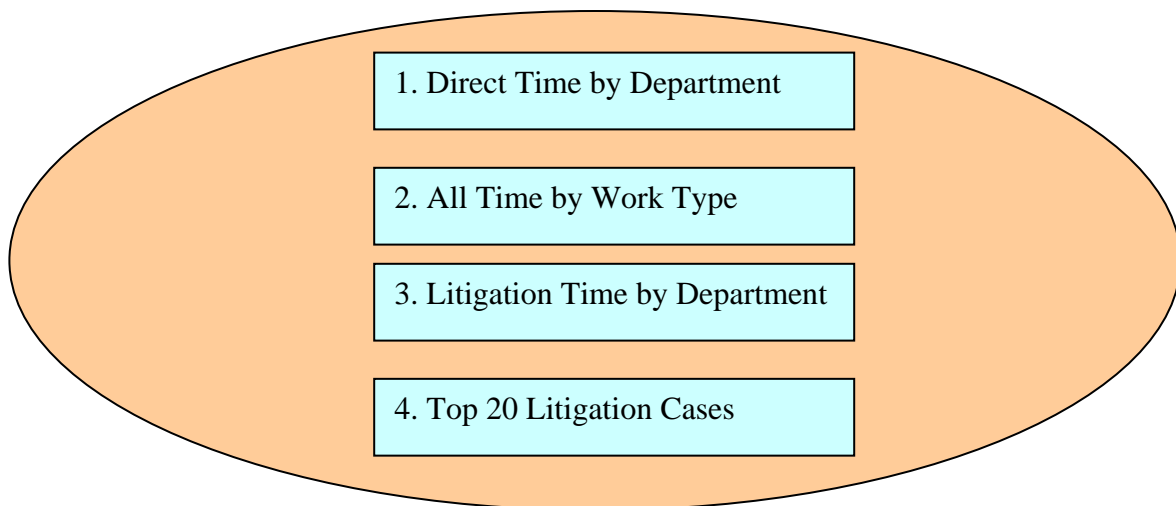 1. Direct Time by Department
2. All Time by Work Type
3. Litigation Time by Department
4. Top 20 Litigation Cases